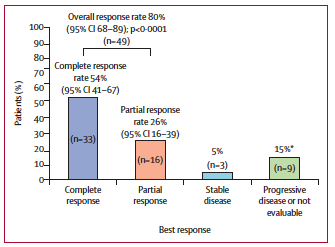 Overall response rate 80%
(95% CI 68–89); p<0·0001
(n=49)
Complete response
rate 54%
(95% CI 41–67)
Partial response
rate 26%
(95% CI 16–39)
5%
(n=3)
15%*
(n=33)
(n=16)
(n=9)
Patients (%)
100
90
80
70
60
50
40
30
20
10
0
Complete
response
Partial
response
Stable
disease
Progressive
disease or not
evaluable
Best response